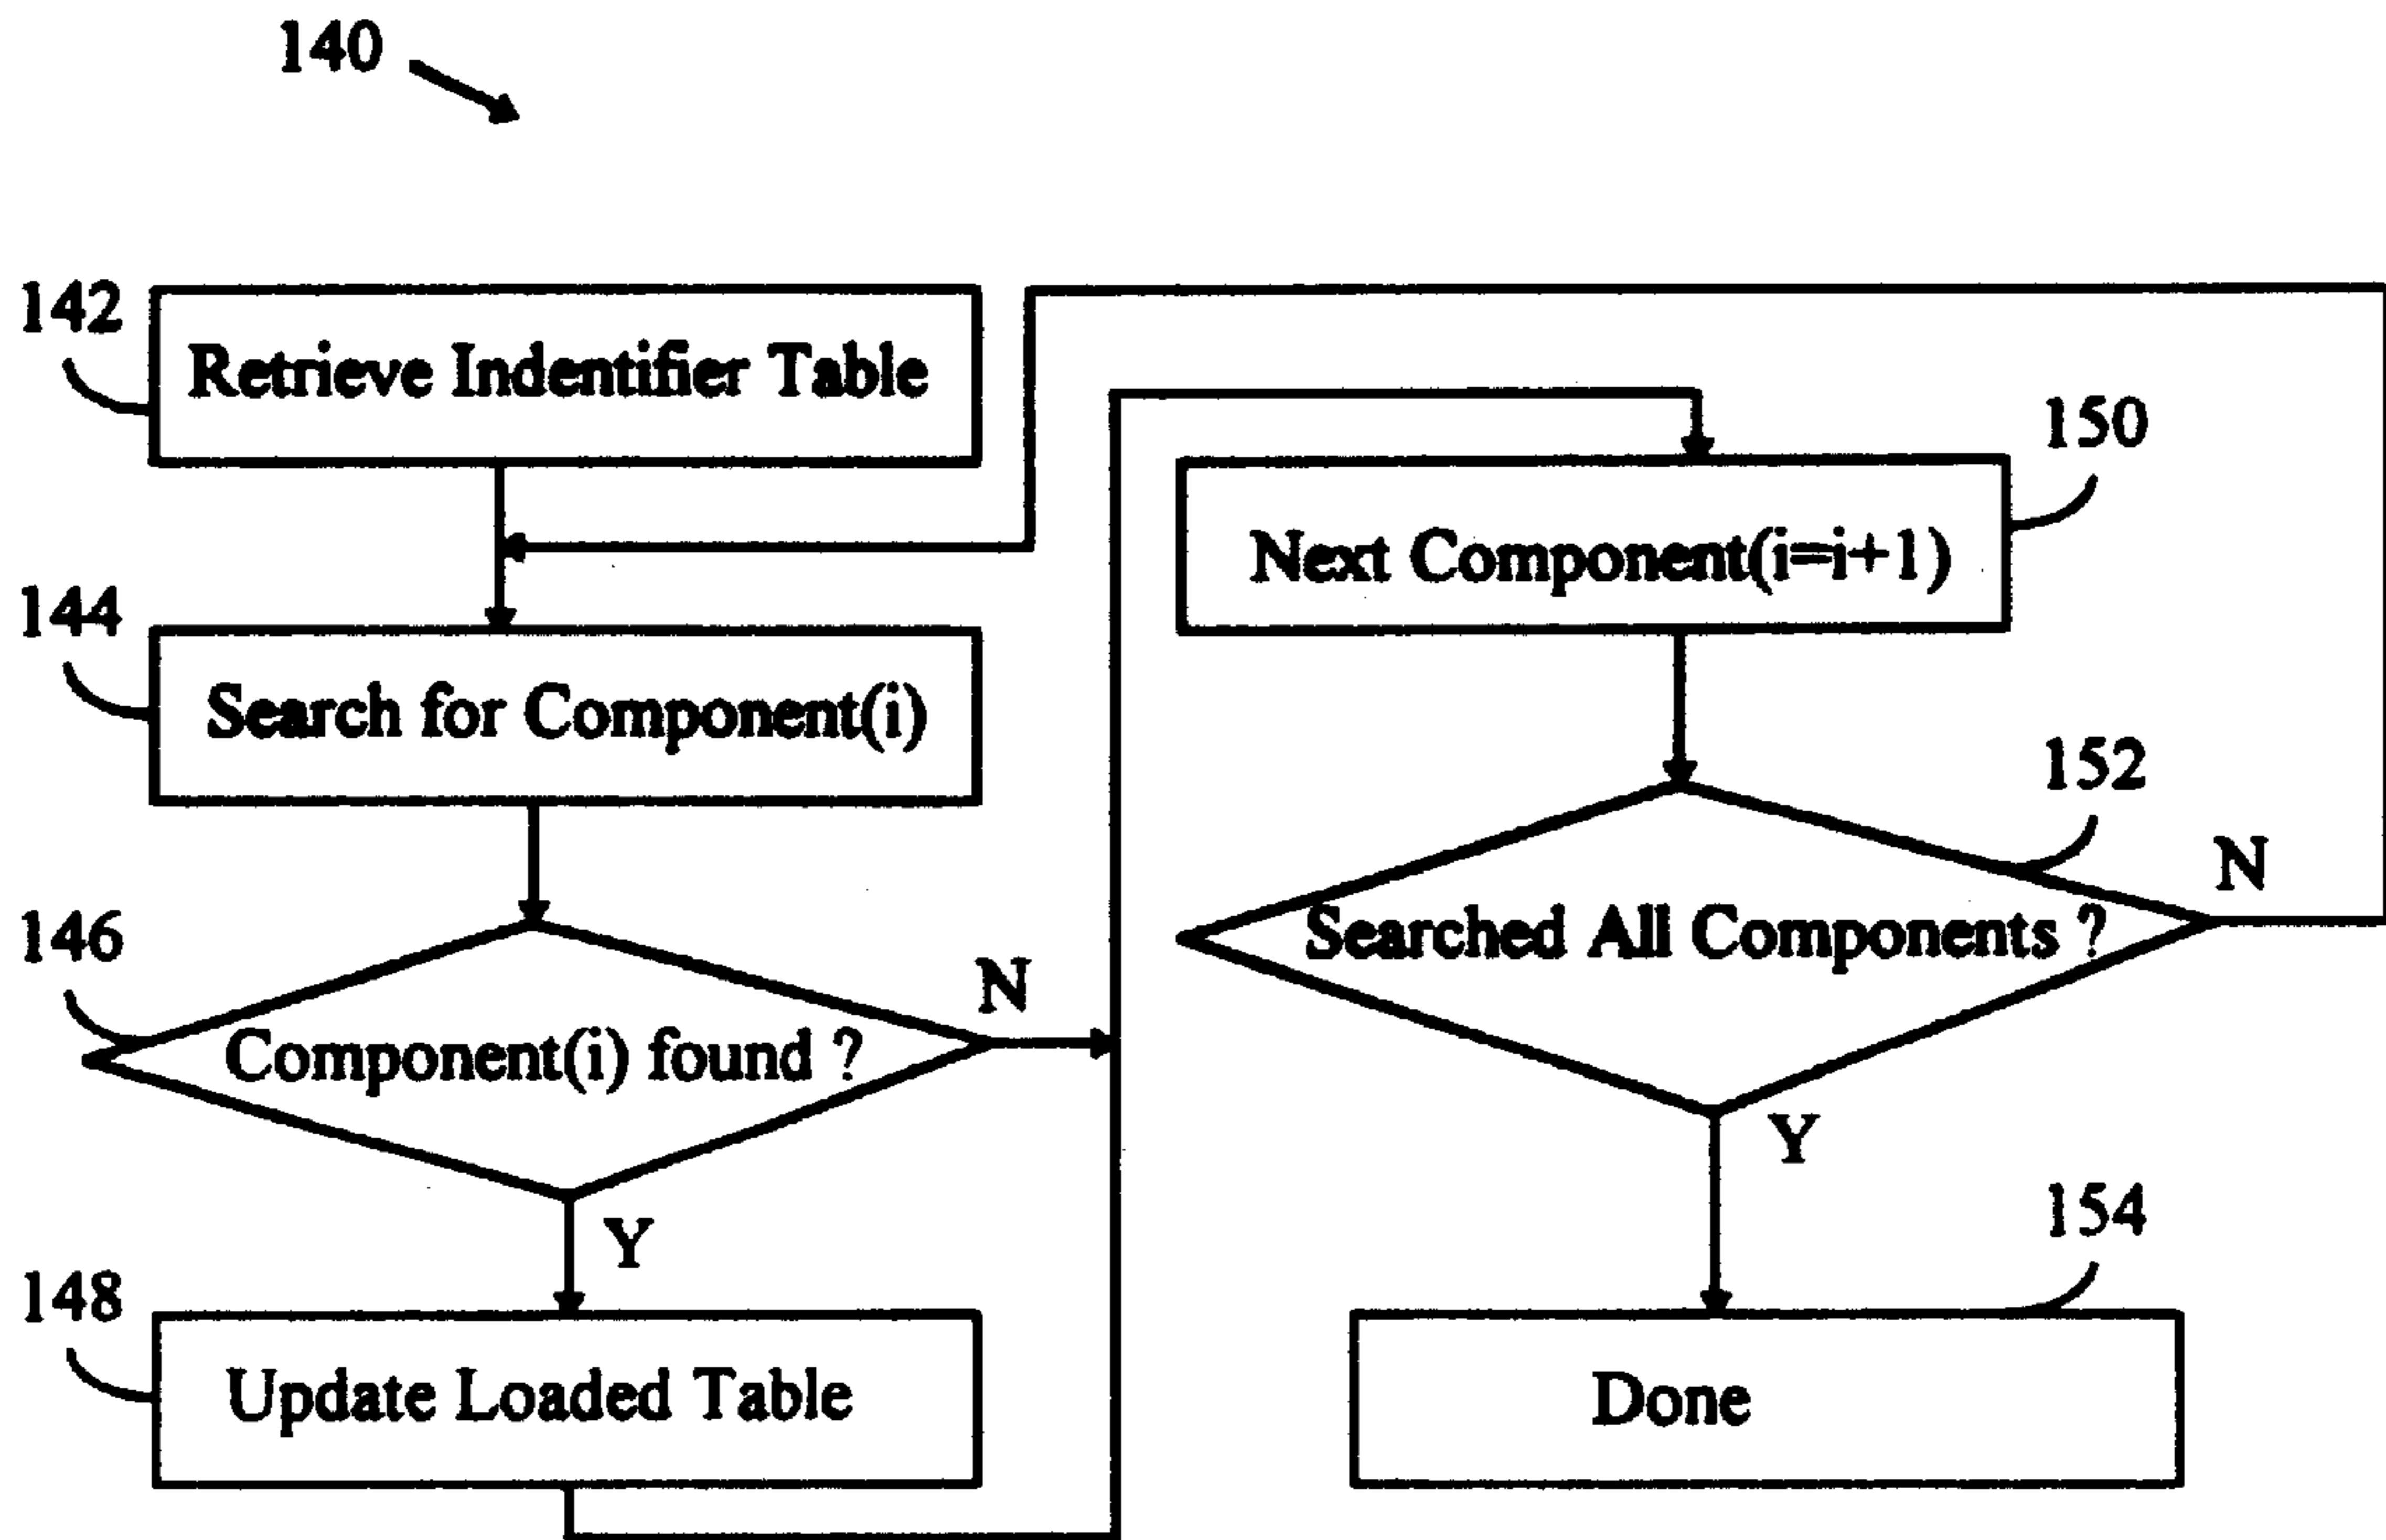 140
142
Retrieve Indentifier Table
144
Search for Component(i)
146
Component(i) found ?
N
Y
148
Update Loaded Table
150
Next Component(i=i+1)
152
Searched All Components ?
N
Y
154
Done